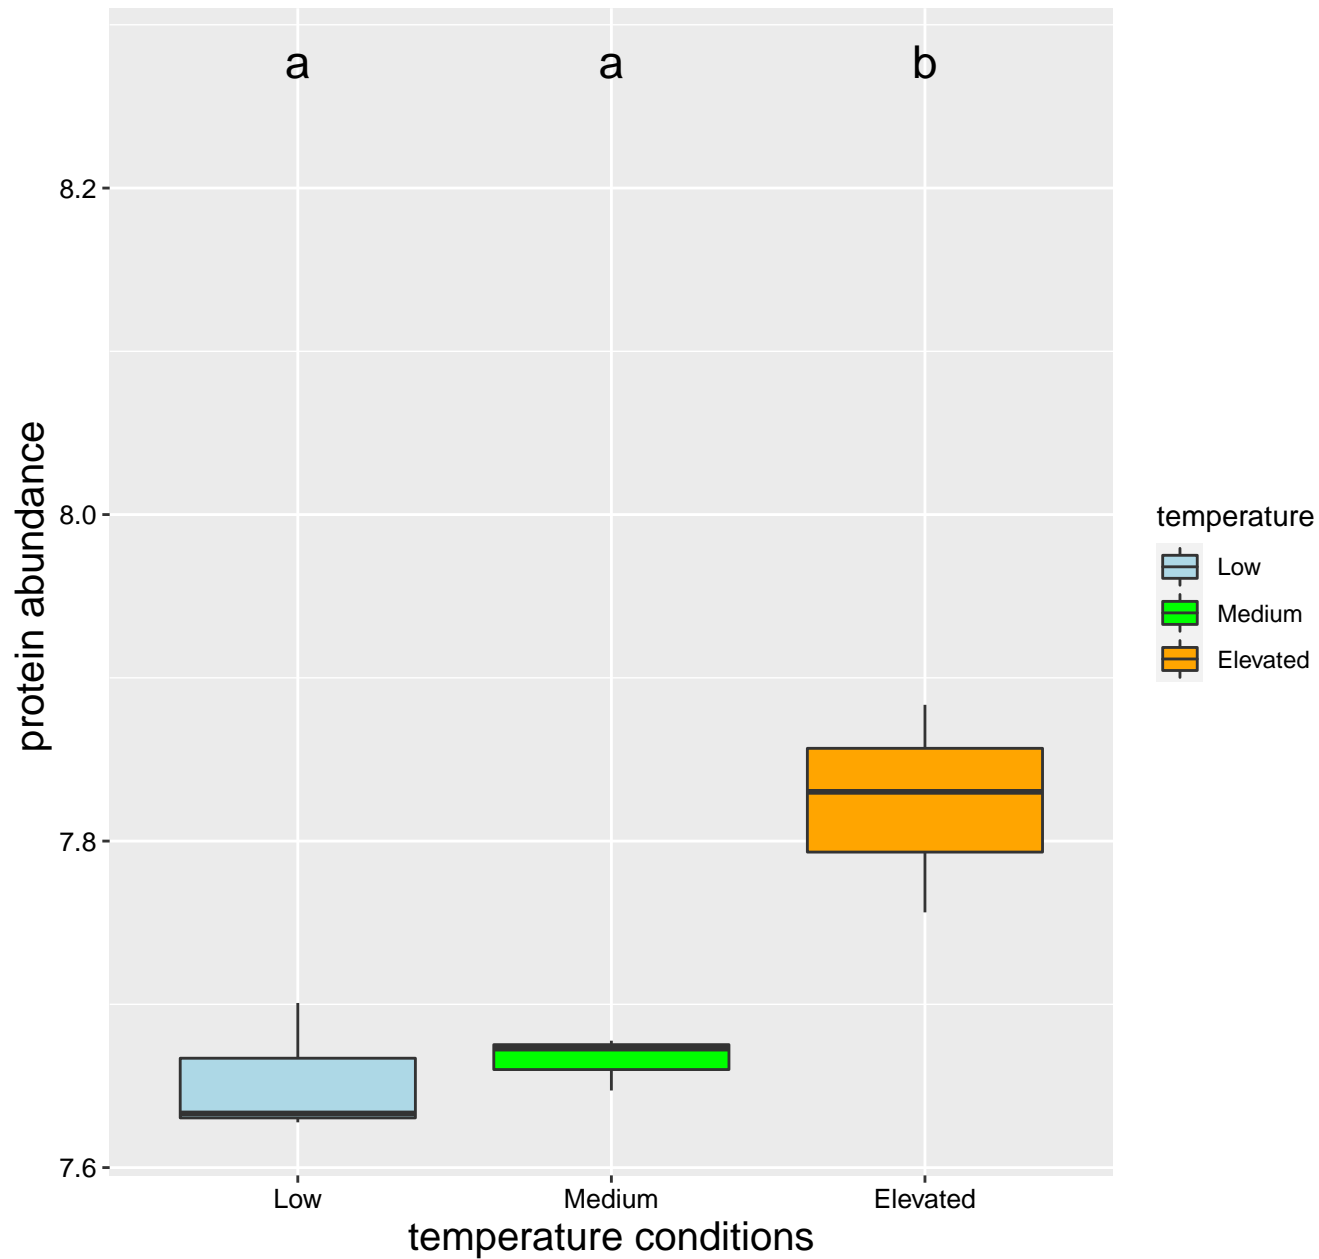 a a b
8.2
8.0
7.8
7.6
protein abundance
Low Medium Elevated
temperature conditions
temperature
Low
Medium
Elevated